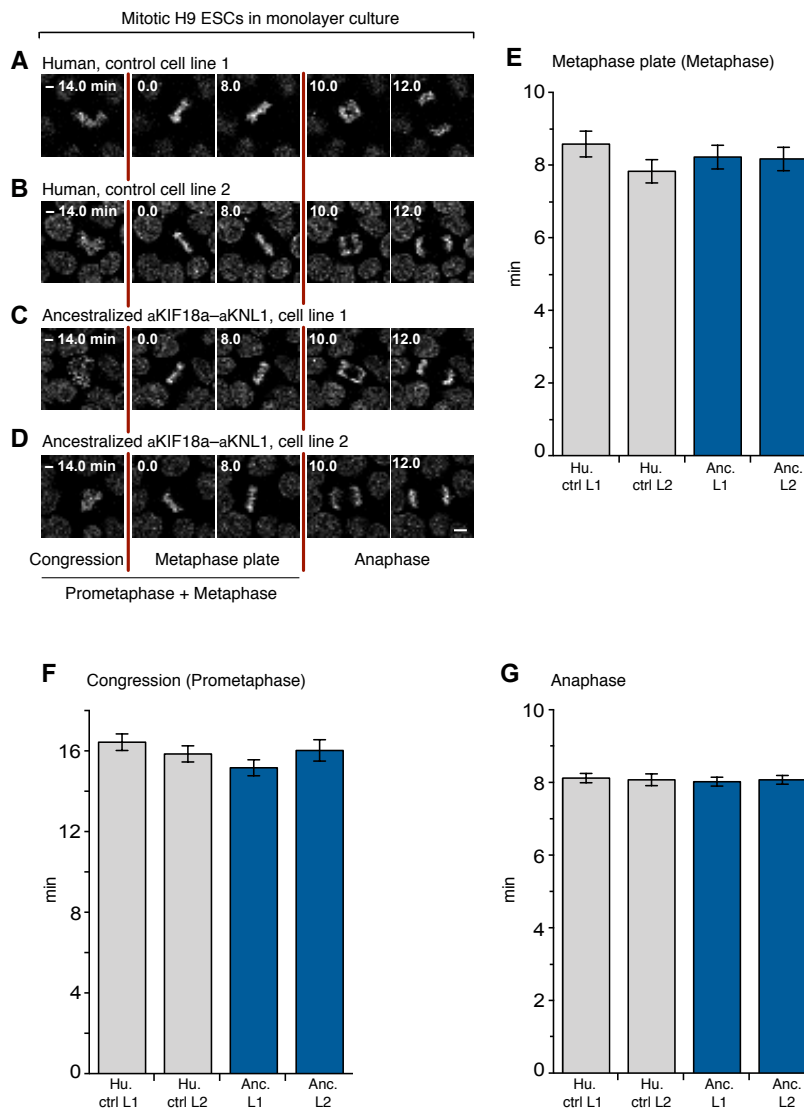 Mitotic H9 ESCs in monolayer culture
A Human, control cell line 1
– 14.0 min 0.0 8.0 10.0 12.0
B Human, control cell line 2
– 14.0 min 0.0 8.0 10.0 12.0
C Ancestralized aKIF18a–aKNL1, cell line 1
– 14.0 min 0.0 8.0 10.0 12.0
D Ancestralized aKIF18a–aKNL1, cell line 2
– 14.0 min 0.0 8.0 10.0 12.0
Congression Metaphase plate Anaphase
Prometaphase + Metaphase
E Metaphase plate (Metaphase)
10
8
6
4
2
0
min
Hu. Hu. Anc. Anc.
ctrl L1 ctrl L2 L1 L2
F Congression (Prometaphase)
16
12
8
4
0
min
Hu. Hu. Anc. Anc.
ctrl L1 ctrl L2 L1 L2
G Anaphase
10
8
6
4
2
0
min
Hu. Hu. Anc. Anc.
ctrl L1 ctrl L2 L1 L2